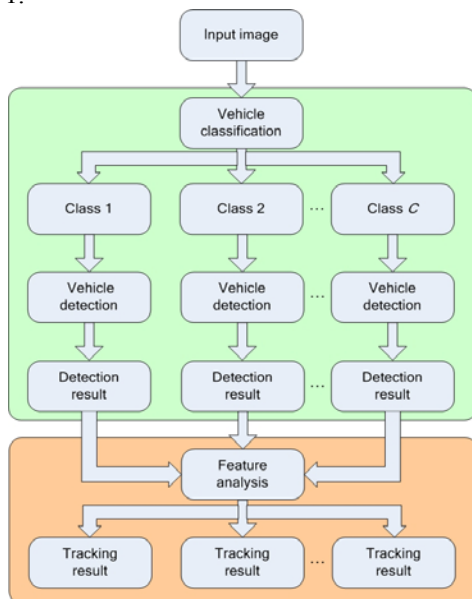 1.
Input image
Vehicle
classification
Class 1
Class 2
...
Class C
Vehicle
detection
Vehicle
detection
...
Vehicle
detection
Detection
result
Detection
result
...
Detection
result
Feature
analysis
Tracking
result
Tracking
result
...
Tracking
result